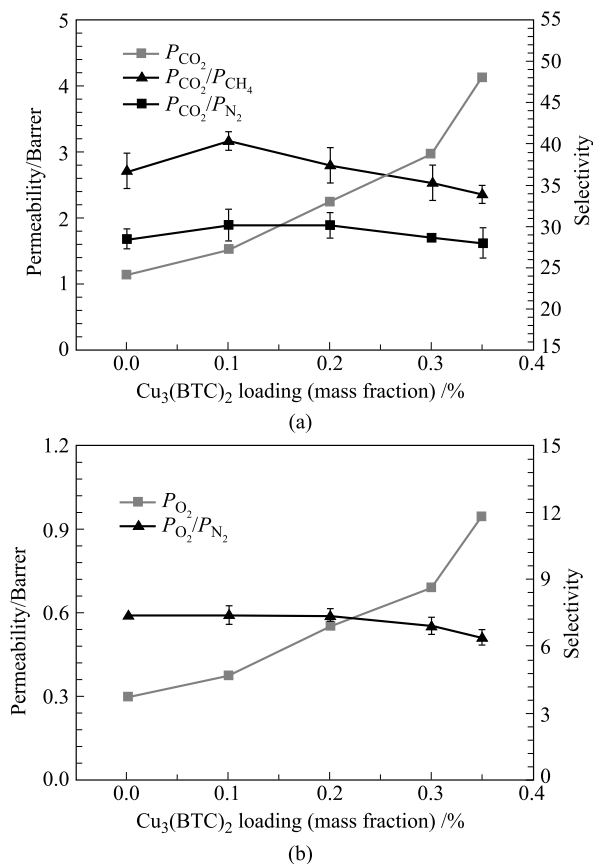 (a)
5
4
3
2
1
0
Permeability/Barrer
P_CO₂
P_CO₂/P_CH₄
P_CO₂/P_N₂
55
50
45
40
35
30
25
20
15
Selectivity
0.0 0.1 0.2 0.3 0.4
Cu₃(BTC)₂ loading (mass fraction) /%
(a)
1.2
0.9
0.6
0.3
0.0
Permeability/Barrer
P_O₂
P_O₂/P_N₂
15
12
9
6
3
0
Selectivity
0.0 0.1 0.2 0.3 0.4
Cu₃(BTC)₂ loading (mass fraction) /%
(b)